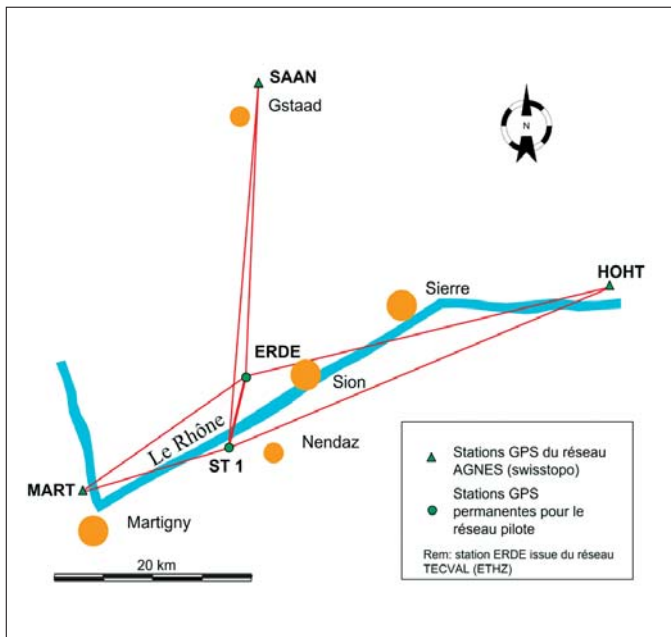 SAAN
Gstaad
N
HOHT
Sierre
ERDE
Sion
Le Rhône
Nendaz
ST 1
MART
Martigny
20 km
Stations GPS du réseau
AGNES (swisstopo)
Stations GPS
permanentes pour le
réseau pilote
Rem: station ERDE issue du réseau
TECVAL (ETHZ)